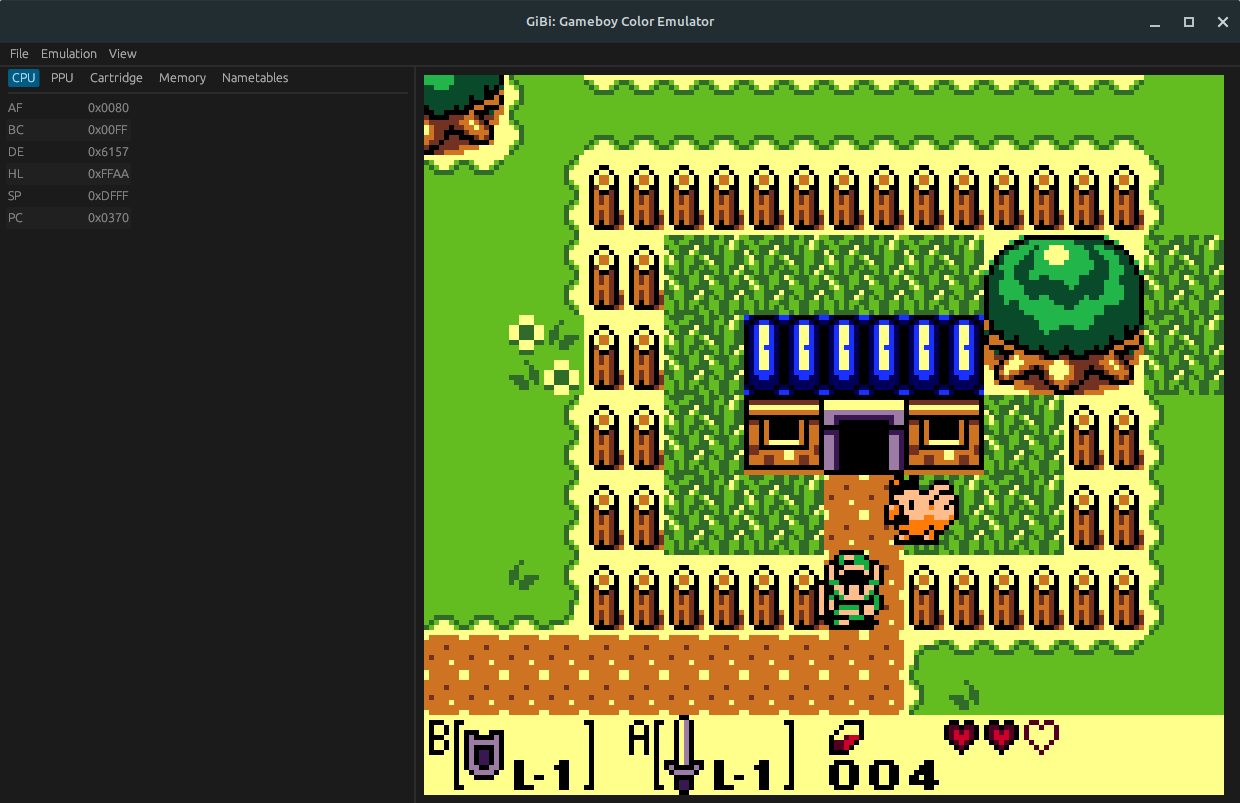 GiBi: Gameboy Color Emulator
File Emulation View
CPU PPU Cartridge Memory Nametables
AF 0x0080
BC 0x00FF
DE 0x6157
HL 0xFFAA
SP 0xDFFF
PC 0x0370
B[ L-1 ] A[ L-1 ] 004